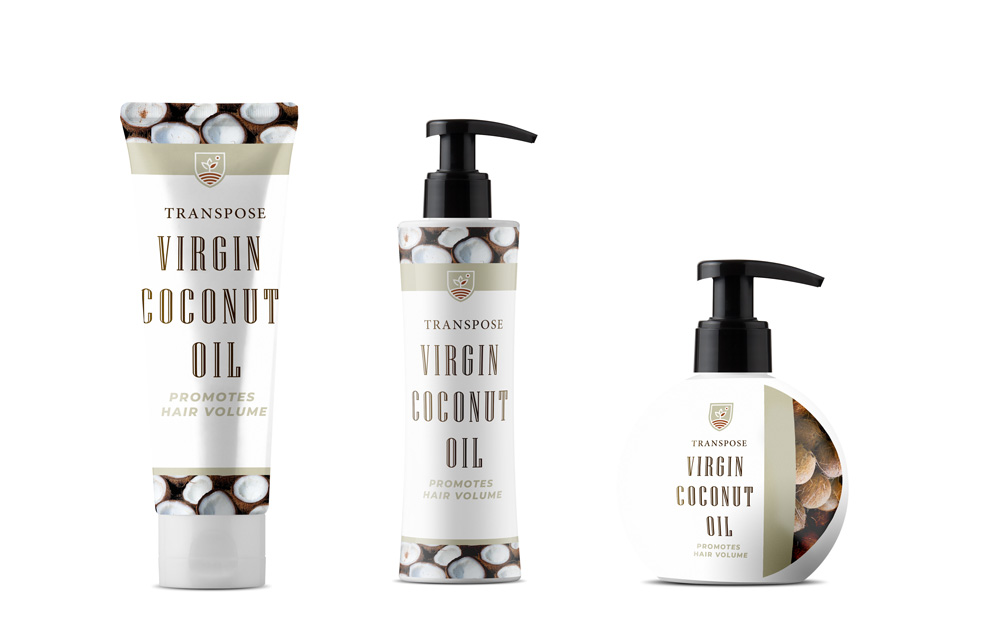 TRANSPOSE
VIRGIN
COCONUT
OIL
PROMOTES
HAIR VOLUME
TRANSPOSE
VIRGIN
COCONUT
OIL
PROMOTES
HAIR VOLUME
TRANSPOSE
VIRGIN
COCONUT
OIL
PROMOTES
HAIR VOLUME